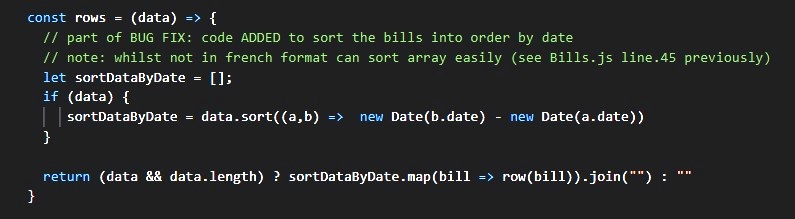 const rows = (data) => {
  // part of BUG FIX: code ADDED to sort the bills into order by date
  // note: whilst not in french format can sort array easily (see Bills.js line.45 previously)
  let sortDataByDate = [];
  if (data) {
    sortDataByDate = data.sort((a,b) =>  new Date(b.date) - new Date(a.date))
  }

  return (data && data.length) ? sortDataByDate.map(bill => row(bill)).join("") : ""
}